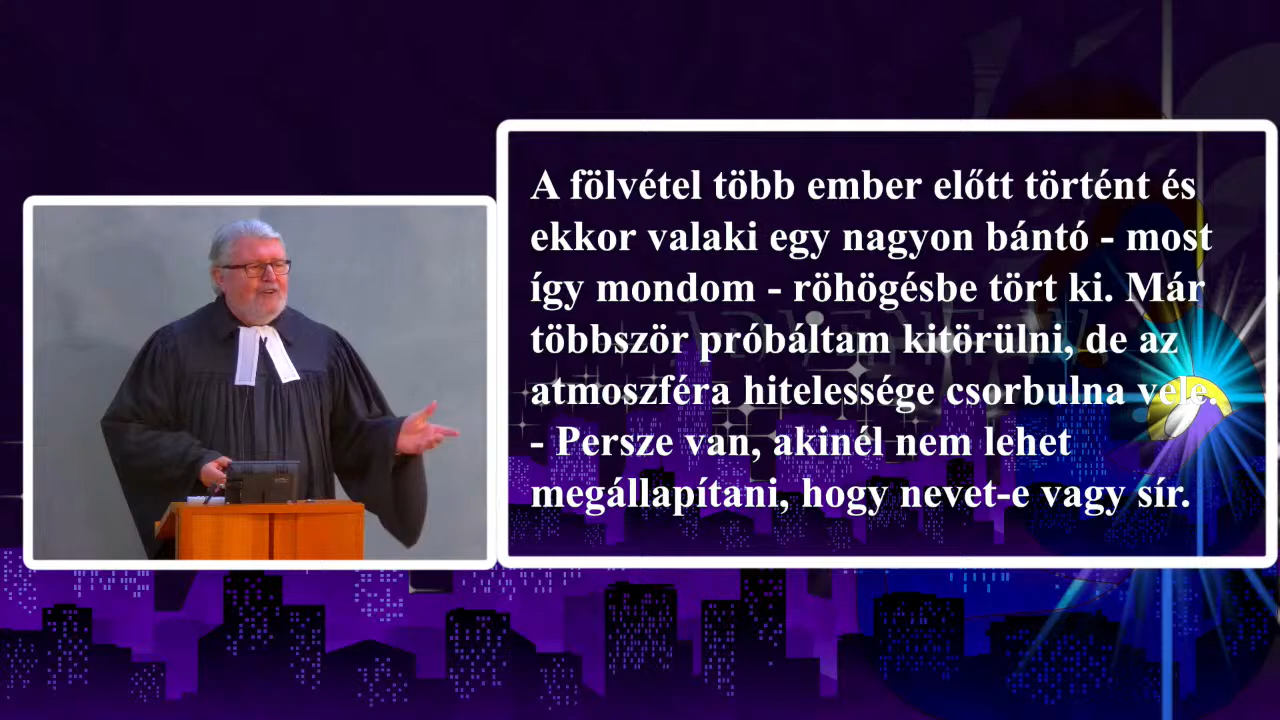 A fölvétel több ember előtt történt és
ekkor valaki egy nagyon bántó - most
így mondom - röhögésbe tört ki. Már
többször próbáltam kitörülni, de az
atmoszféra hitelessége csorbulna vele.
- Persze van, akinél nem lehet
megállapítani, hogy nevet-e vagy sír.